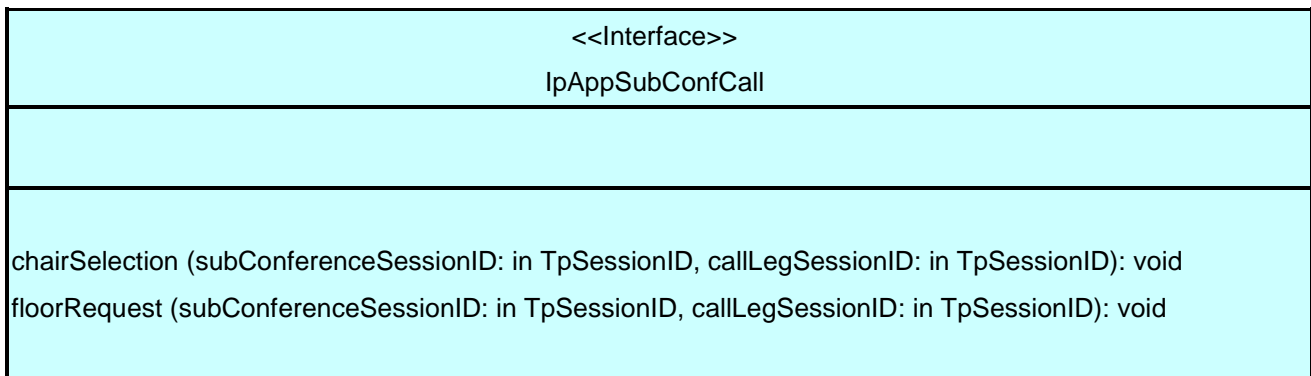 <<Interface>>
IpAppSubConfCall
chairSelection (subConferenceSessionID: in TpSessionID, callLegSessionID: in TpSessionID): void
floorRequest (subConferenceSessionID: in TpSessionID, callLegSessionID: in TpSessionID): void